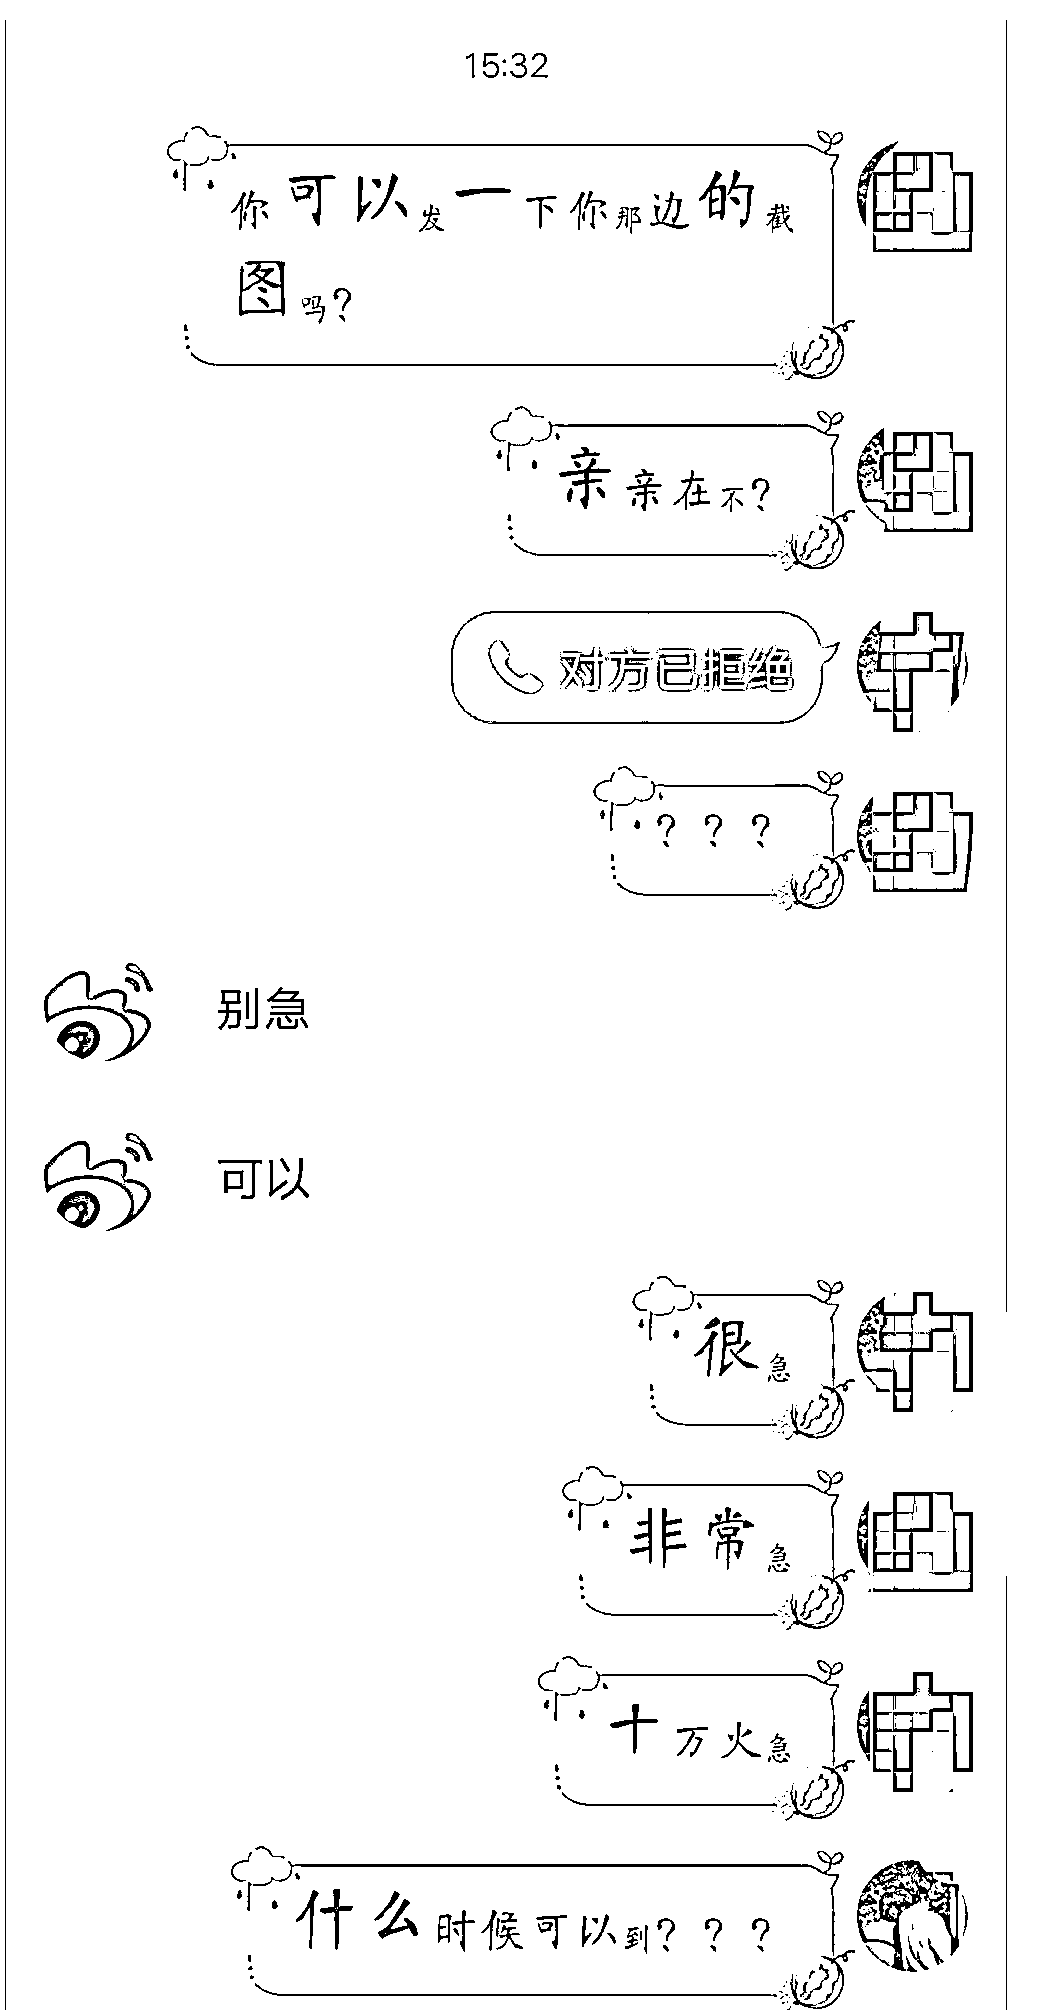 15:32
你可以发一下你那边的截
图吗?
亲亲在不?
对方已拒绝
? ? ?
别急
可以
很急
非常急
十万火急
什么时候可以到? ? ?